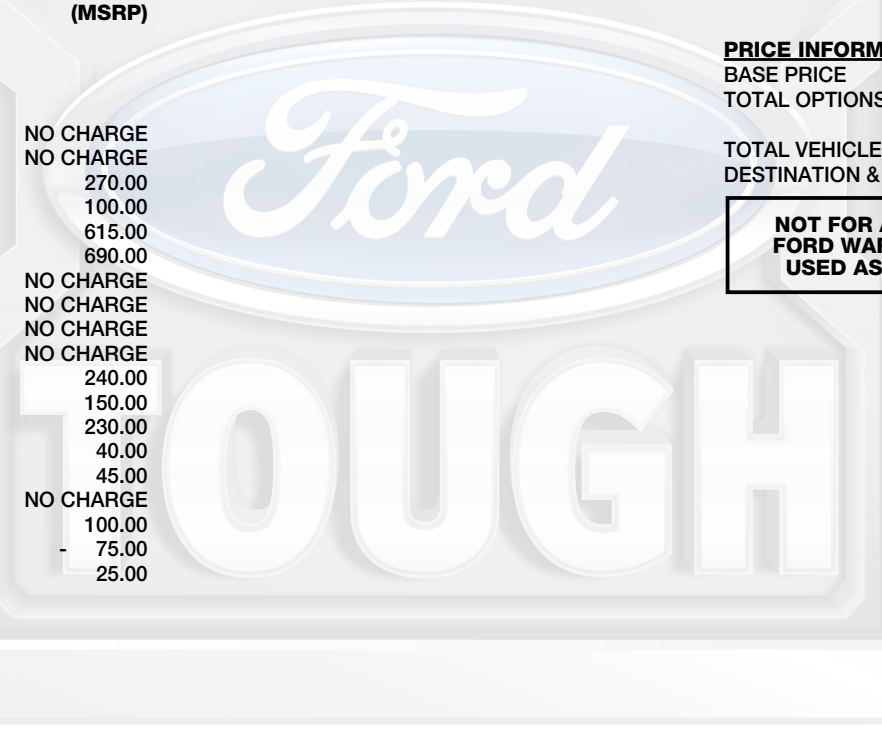 (MSRP)
NO CHARGE
NO CHARGE
270.00
100.00
615.00
690.00
NO CHARGE
NO CHARGE
NO CHARGE
NO CHARGE
240.00
150.00
230.00
40.00
45.00
NO CHARGE
100.00
- 75.00
25.00
PRICE INFORM
BASE PRICE
TOTAL OPTIONS
TOTAL VEHICLE
DESTINATION &
NOT FOR A
FORD WAR
USED AS
Ford
TOUGH